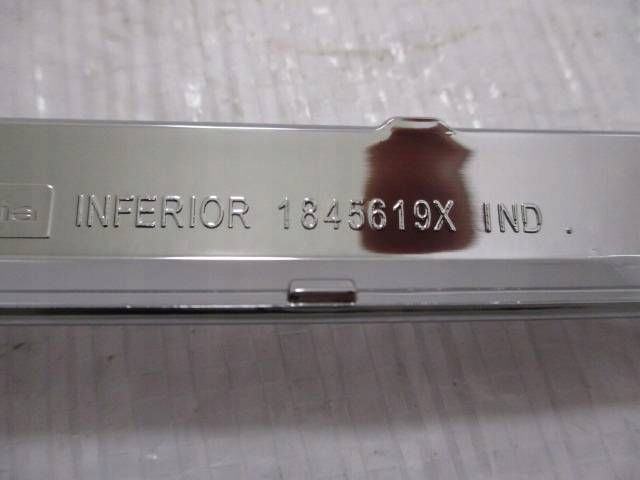 INFERIOR 1845619X IND .